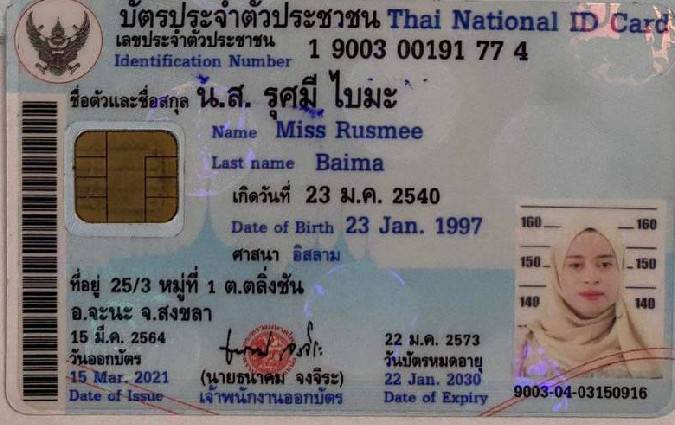 บัตรประจำตัวประชาชน Thai National ID Card
เลขประจำตัวประชาชน 1 9003 00191 77 4
Identification Number
ชื่อตัวและชื่อสกุล น.ส. รุศมี ไบมะ
Name Miss Rusmee
Last name Baima
เกิดวันที่ 23 ม.ค. 2540
Date of Birth 23 Jan. 1997
ศาสนา อิสลาม
ที่อยู่ 25/3 หมู่ที่ 1 ต.ตลิ่งชัน
อ.จะนะ จ.สงขลา
15 มี.ค. 2564
วันออกบัตร
15 Mar. 2021
Date of Issue
(นายธนาคม จงจิระ)
เจ้าพนักงานออกบัตร
22 ม.ค. 2573
วันบัตรหมดอายุ
22 Jan. 2030
Date of Expiry
160 160
150 150
140 140
9003-04-03150916